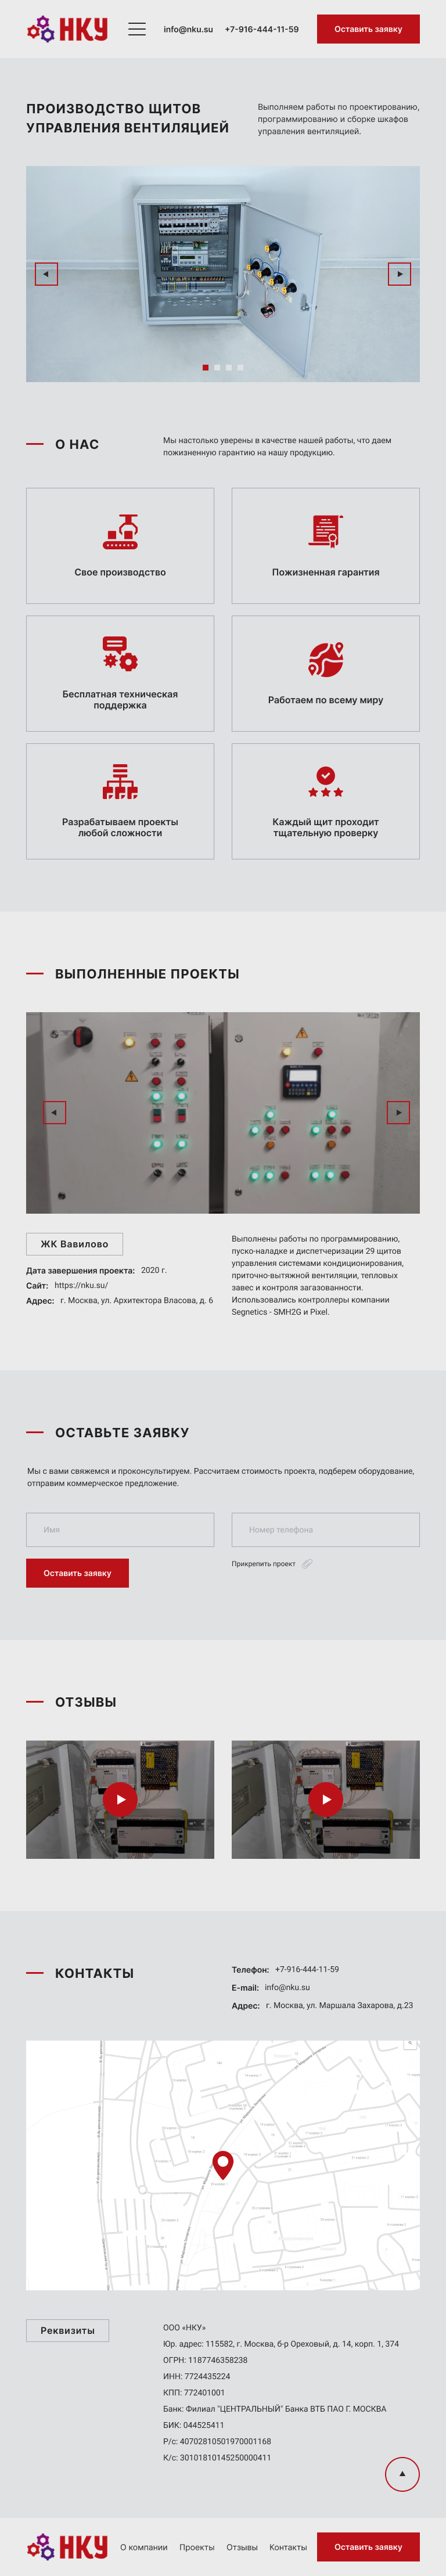 НКУ
info@nku.su
+7-916-444-11-59
Оставить заявку
ПРОИЗВОДСТВО ЩИТОВ
УПРАВЛЕНИЯ ВЕНТИЛЯЦИЕЙ
Выполняем работы по проектированию,
программированию и сборке шкафов
управления вентиляцией.
О НАС
Мы настолько уверены в качестве нашей работы, что даем
пожизненную гарантию на нашу продукцию.
Свое производство
Пожизненная гарантия
Бесплатная техническая
поддержка
Работаем по всему миру
Разрабатываем проекты
любой сложности
Каждый щит проходит
тщательную проверку
ВЫПОЛНЕННЫЕ ПРОЕКТЫ
ЖК Вавилово
Дата завершения проекта: 2020 г.
Сайт: https://nku.su/
Адрес: г. Москва, ул. Архитектора Власова, д. 6
Выполнены работы по программированию,
пуско-наладке и диспетчеризации 29 щитов
управления системами кондиционирования,
приточно-вытяжной вентиляции, тепловых
завес и контроля загазованности.
Использовались контроллеры компании
Segnetics - SMH2G и Pixel.
ОСТАВЬТЕ ЗАЯВКУ
Мы с вами свяжемся и проконсультируем. Рассчитаем стоимость проекта, подберем оборудование,
отправим коммерческое предложение.
Имя
Номер телефона
Оставить заявку
Прикрепить проект
ОТЗЫВЫ
КОНТАКТЫ
Телефон: +7-916-444-11-59
E-mail: info@nku.su
Адрес: г. Москва, ул. Маршала Захарова, д.23
Реквизиты
ООО «НКУ»
Юр. адрес: 115582, г. Москва, б-р Ореховый, д. 14, корп. 1, 374
ОГРН: 1187746358238
ИНН: 7724435224
КПП: 772401001
Банк: Филиал "ЦЕНТРАЛЬНЫЙ" Банка ВТБ ПАО Г. МОСКВА
БИК: 044525411
Р/с: 40702810501970001168
К/с: 30101810145250000411
НКУ
О компании
Проекты
Отзывы
Контакты
Оставить заявку